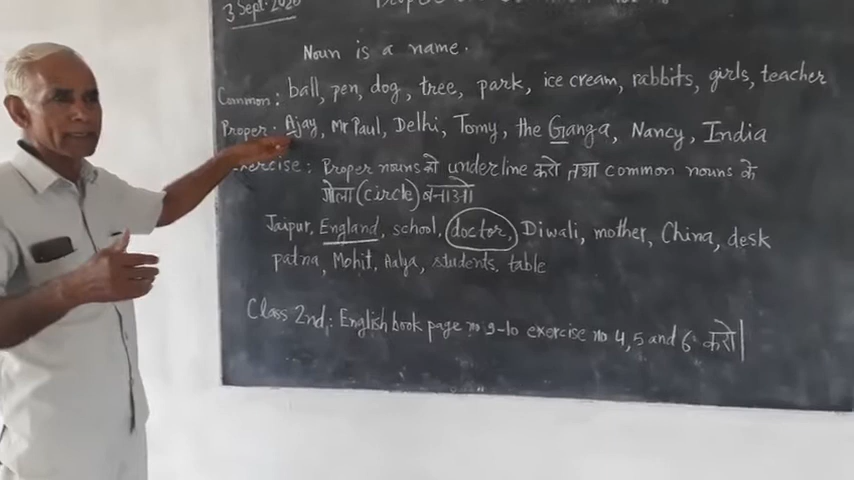 3 Sept. 2020
Noun is a name.
Common: ball, pen, dog, tree, park, ice cream, rabbits, girls, teacher
Proper: Ajay, Mr Paul, Delhi, Tomy, the Ganga, Nancy, India
Exercise: Proper nouns को underline करो तथा common nouns के
गोला (circle) बनाओ
Jaipur, England, school, doctor, Diwali, mother, China, desk
patna, Mohit, Aalya, students, table
Class 2nd: English book page no 9-10 exercise no 4, 5 and 6 करो|